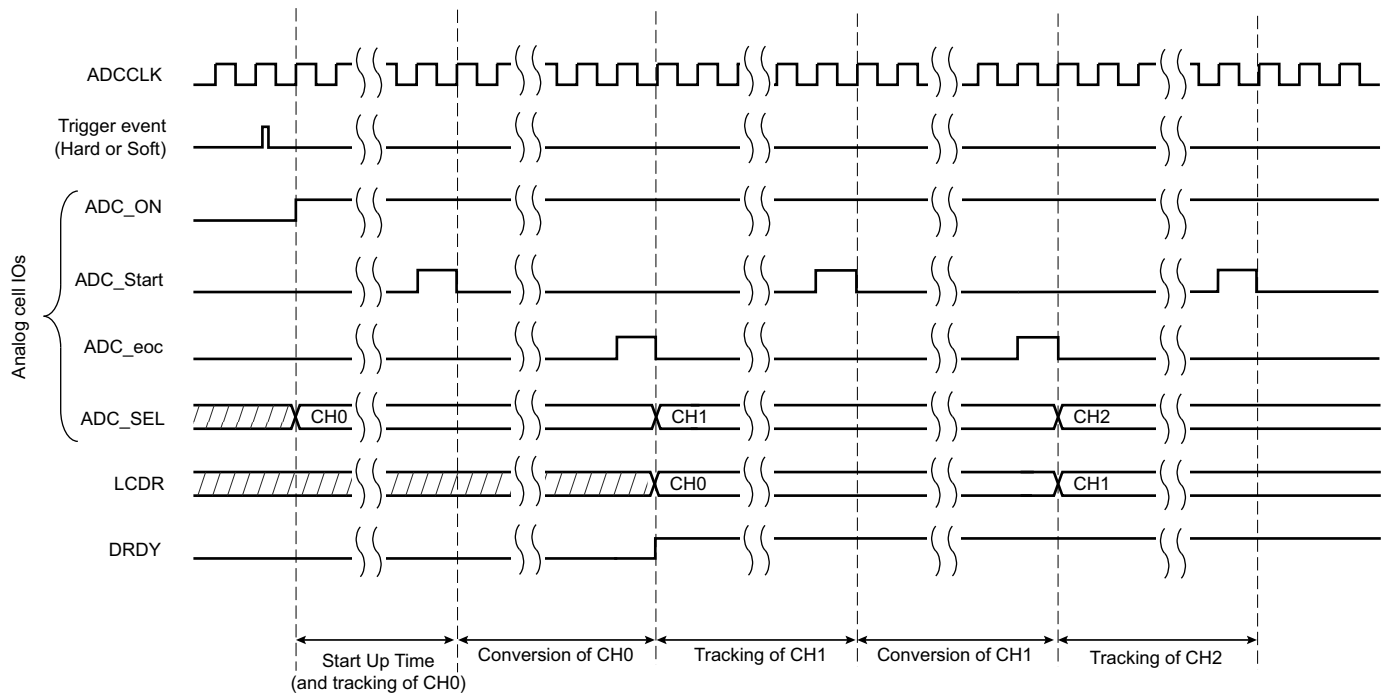 ADCCLK
Trigger event
(Hard or Soft)
Analog cell IOs
ADC_ON
ADC_Start
ADC_eoc
ADC_SEL
CH0
CH1
CH2
LCDR
CH0
CH1
DRDY
Start Up Time
(and tracking of CH0)
Conversion of CH0
Tracking of CH1
Conversion of CH1
Tracking of CH2